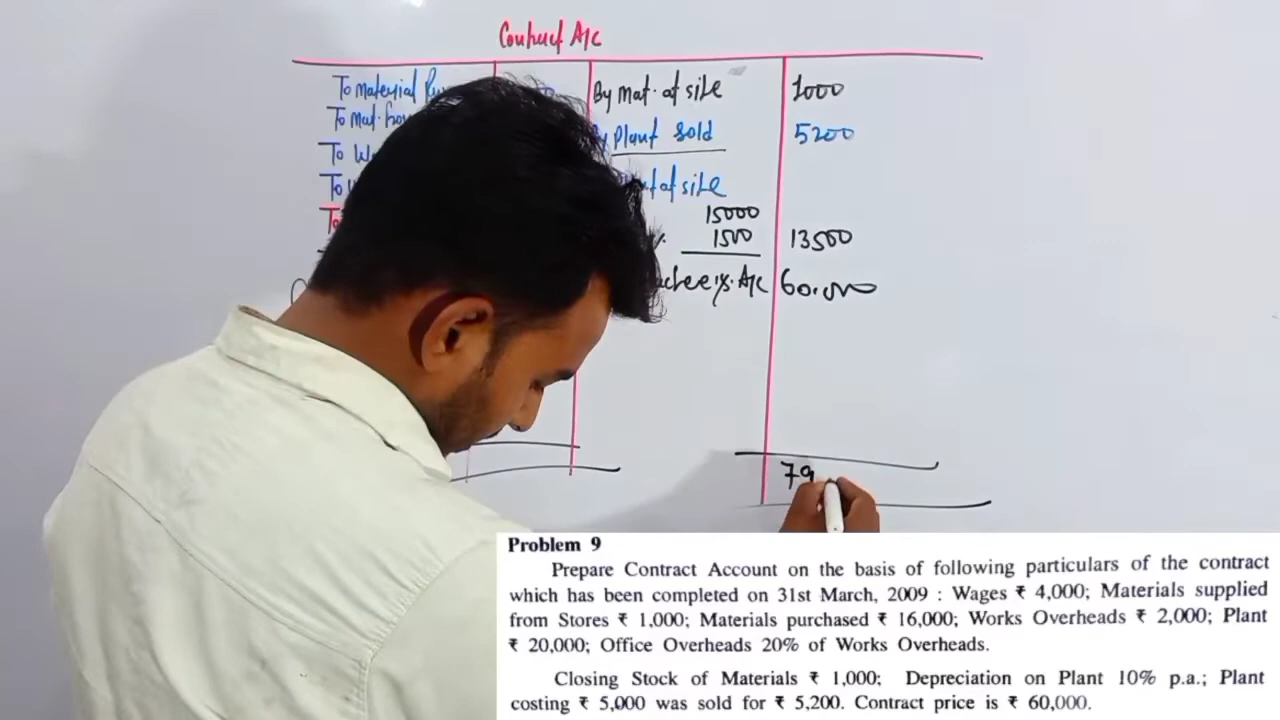 Contract A/c
To material
By Mat. at site 1000
To Mat.
By Plant sold 5200
To
at site
To
15000
To
1500 13500
A/c 60,000
79
Problem 9
Prepare Contract Account on the basis of following particulars of the contract
which has been completed on 31st March, 2009 : Wages ₹ 4,000; Materials supplied
from Stores ₹ 1,000; Materials purchased ₹ 16,000; Works Overheads ₹ 2,000; Plant
₹ 20,000; Office Overheads 20% of Works Overheads.
Closing Stock of Materials ₹ 1,000; Depreciation on Plant 10% p.a.; Plant
costing ₹ 5,000 was sold for ₹ 5,200. Contract price is ₹ 60,000.